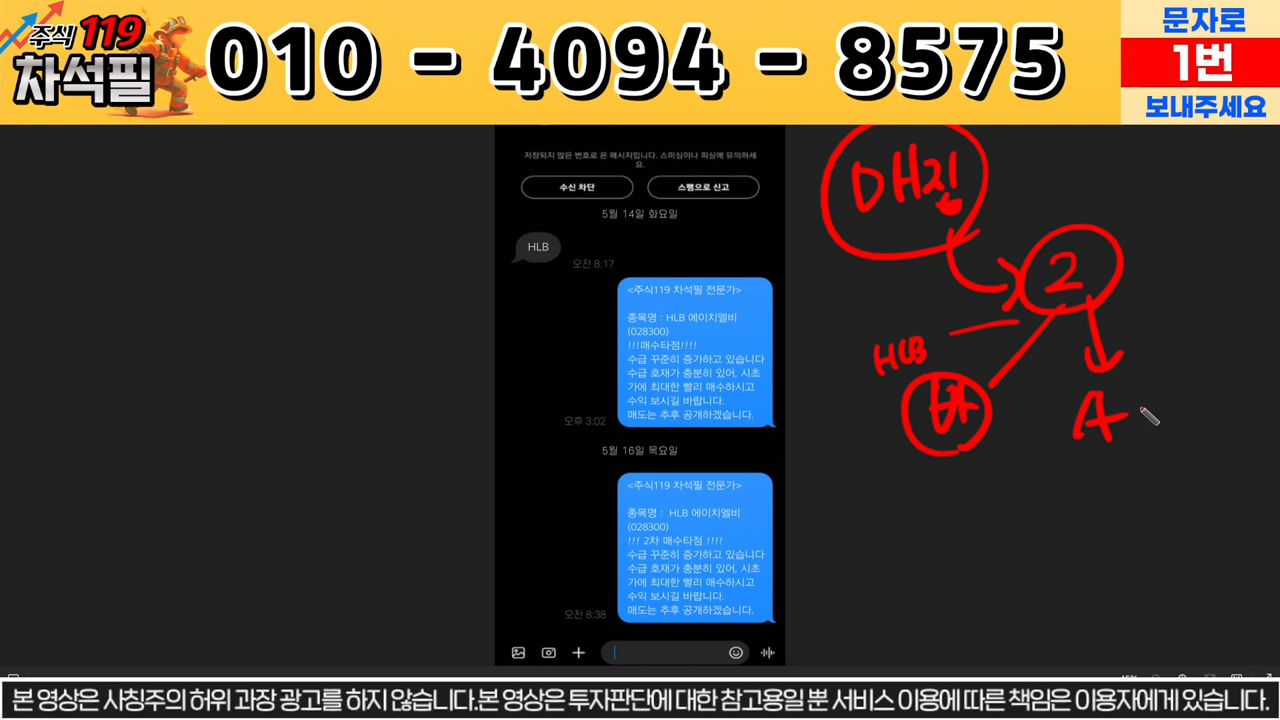 주식 119
차석필
010 - 4094 - 8575
문자로
1번
보내주세요
저장되지 않은 번호로 온 메시지입니다. 스미싱이나 피싱에 유의하세
요.
수신 차단
스팸으로 신고
5월 14일 화요일
HLB
오전 8:17
<주식119 차석필 전문가>
종목명 : HLB 에이치엘비
(028300)
!!!매수타점!!!!
수급 꾸준히 증가하고 있습니다
수급 호재가 충분히 있어, 시초
가에 최대한 빨리 매수하시고
수익 보시길 바랍니다.
매도는 추후 공개하겠습니다.
오후 3:02
5월 16일 목요일
<주식119 차석필 전문가>
종목명 : HLB 에이치엘비
(028300)
!!! 2차 매수타점 !!!!
수급 꾸준히 증가하고 있습니다
수급 호재가 충분히 있어, 시초
가에 최대한 빨리 매수하시고
수익 보시길 바랍니다.
매도는 추후 공개하겠습니다.
오전 8:38
매집
2
HLB
A
본 영상은 사칭주의 허위 과장 광고를 하지 않습니다.본 영상은 투자판단에 대한 참고용일 뿐 서비스 이용에 따른 책임은 이용자에게 있습니다.